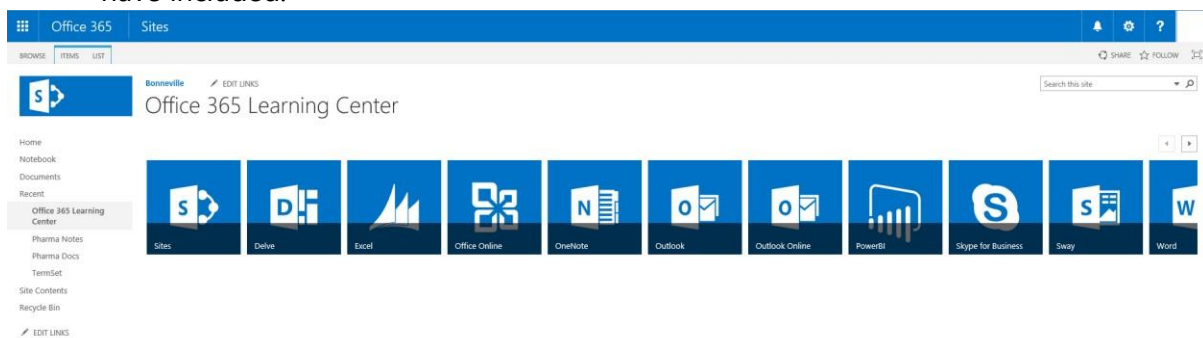 have included.
Office 365 Sites ?
BROWSE ITEMS LIST SHARE FOLLOW
S
Bonneville EDIT LINKS
Office 365 Learning Center
Search this site
Home
Notebook
Documents
Recent
Office 365 Learning
Center
Pharma Notes
Pharma Docs
TermSet
Site Contents
Recycle Bin
EDIT LINKS
S D N O O S S W
Sites Delve Excel Office Online OneNote Outlook Outlook Online PowerBI Skype for Business Sway Word